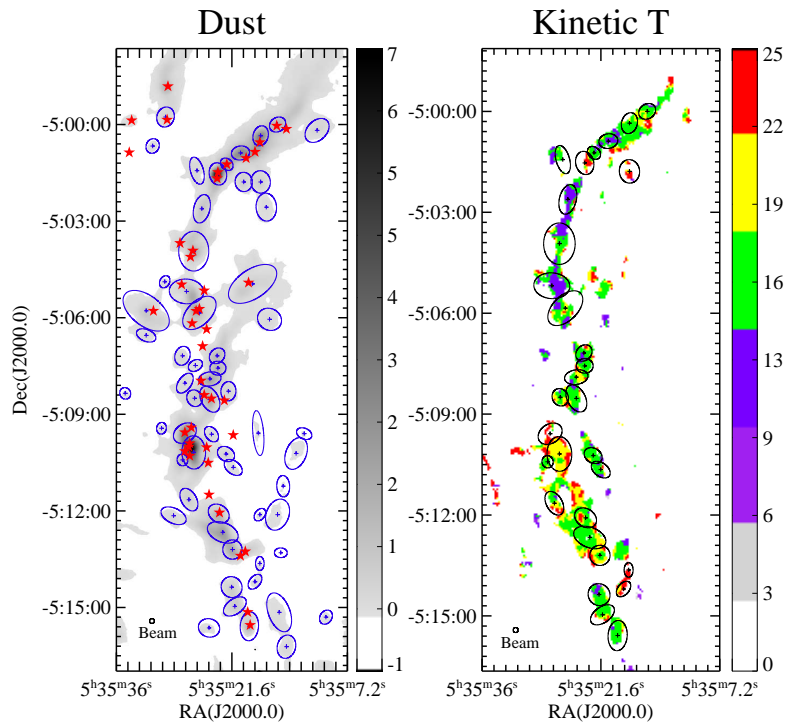 Dust
Kinetic T
Dec(J2000.0)
-5:00:00
-5:03:00
-5:06:00
-5:09:00
-5:12:00
-5:15:00
Beam
5h35m36s
5h35m21.6s
5h35m7.2s
RA(J2000.0)
7
6
5
4
3
2
2
1
0
-1
-5:00:00
-5:03:00
-5:06:00
-5:09:00
-5:12:00
-5:15:00
Beam
5h35m36s
5h35m21.6s
5h35m7.2s
RA(J2000.0)
25
22
19
16
13
9
6
3
0